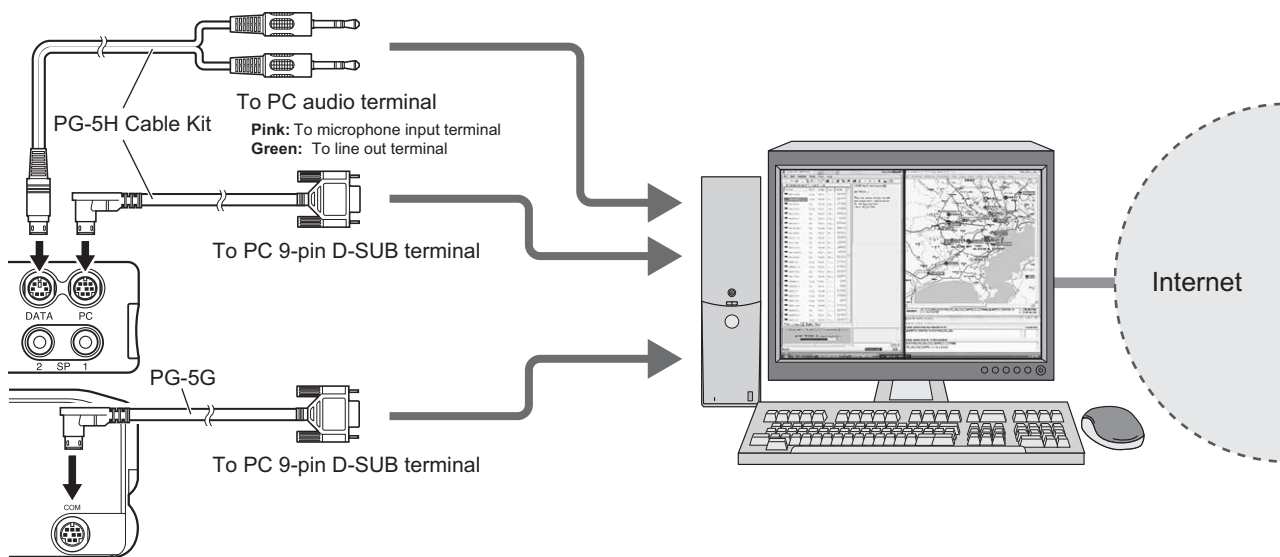 To PC audio terminal
Pink: To microphone input terminal
Green: To line out terminal
PG-5H Cable Kit
To PC 9-pin D-SUB terminal
DATA PC
2 SP 1
Internet
PG-5G
To PC 9-pin D-SUB terminal
COM